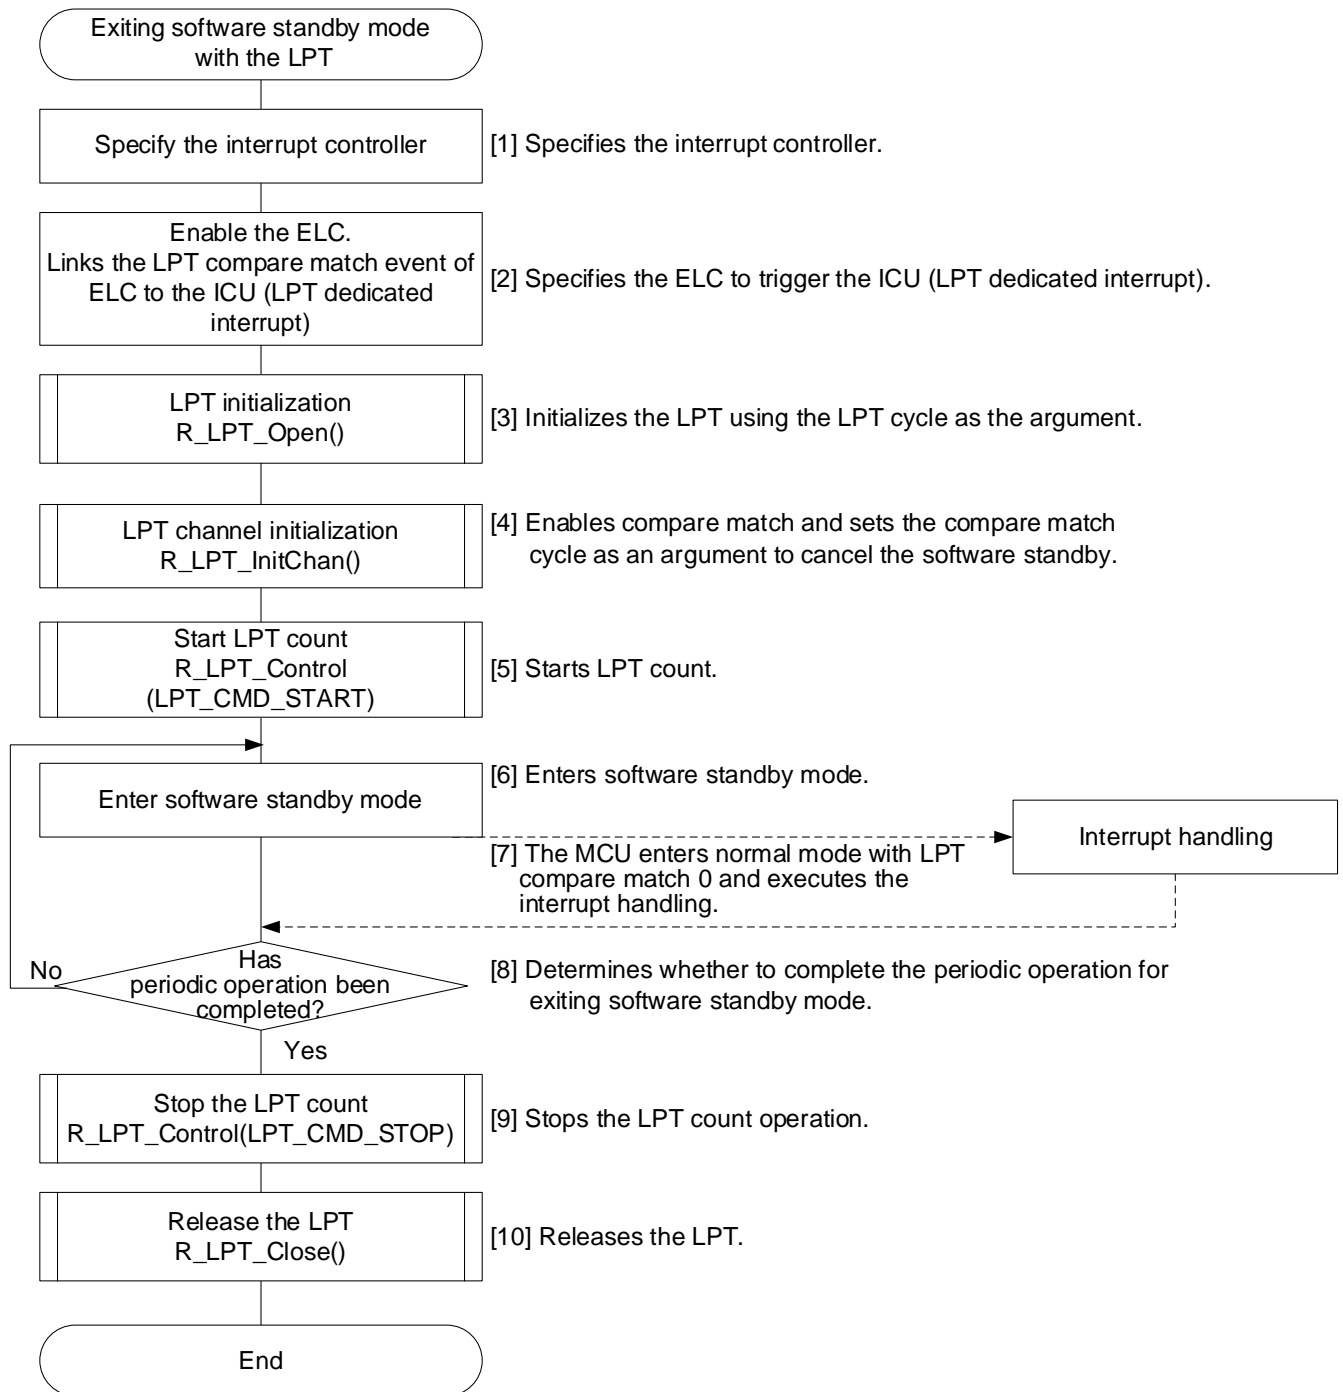 Exiting software standby mode
with the LPT
Specify the interrupt controller
[1] Specifies the interrupt controller.
Enable the ELC.
Links the LPT compare match event of
ELC to the ICU (LPT dedicated
interrupt)
[2] Specifies the ELC to trigger the ICU (LPT dedicated interrupt).
LPT initialization
R_LPT_Open()
[3] Initializes the LPT using the LPT cycle as the argument.
LPT channel initialization
R_LPT_InitChan()
[4] Enables compare match and sets the compare match
cycle as an argument to cancel the software standby.
Start LPT count
R_LPT_Control
(LPT_CMD_START)
[5] Starts LPT count.
Enter software standby mode
[6] Enters software standby mode.
Interrupt handling
[7] The MCU enters normal mode with LPT
compare match 0 and executes the
interrupt handling.
No
Has
periodic operation been
completed?
[8] Determines whether to complete the periodic operation for
exiting software standby mode.
Yes
Stop the LPT count
R_LPT_Control(LPT_CMD_STOP)
[9] Stops the LPT count operation.
Release the LPT
R_LPT_Close()
[10] Releases the LPT.
End